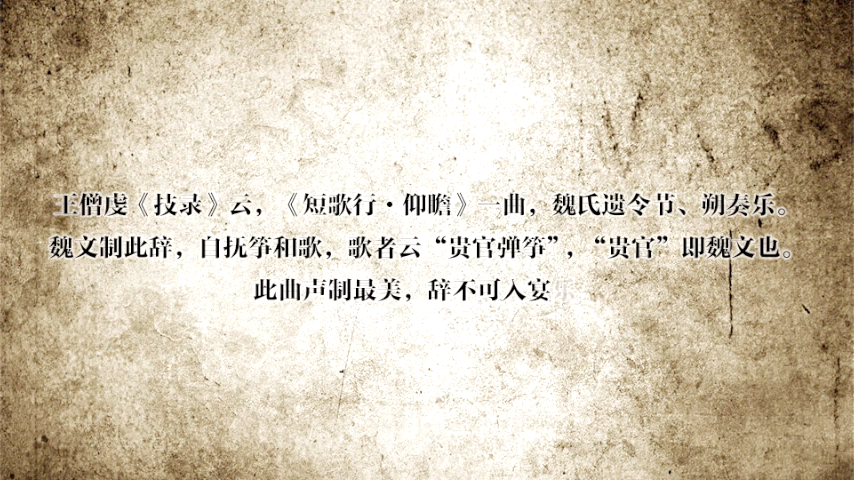 王僧虔《技录》云，《短歌行·仰瞻》一曲，魏氏遗令节、朔奏乐。
魏文制此辞，自抚筝和歌，歌者云“贵官弹筝”，“贵官”即魏文也。
此曲声制最美，辞不可入宴乐